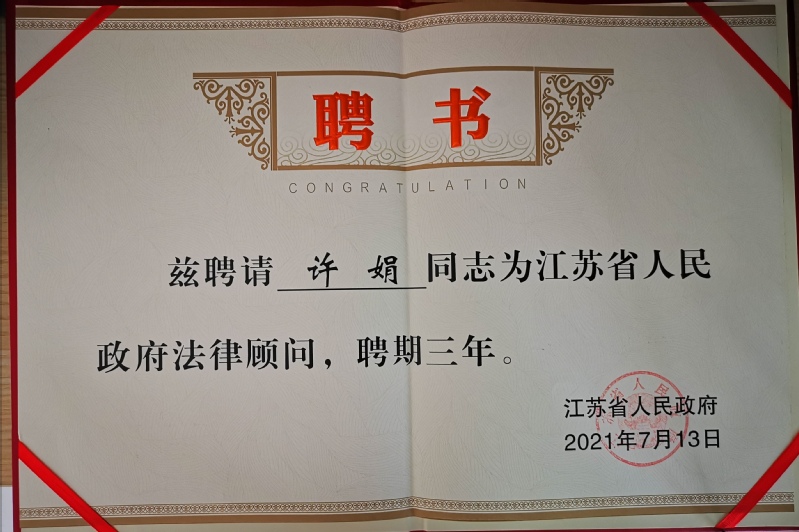 聘书
CONGRATULATION
兹聘请 许娟 同志为江苏省人民
政府法律顾问，聘期三年。
江苏省人民政府
2021年7月13日